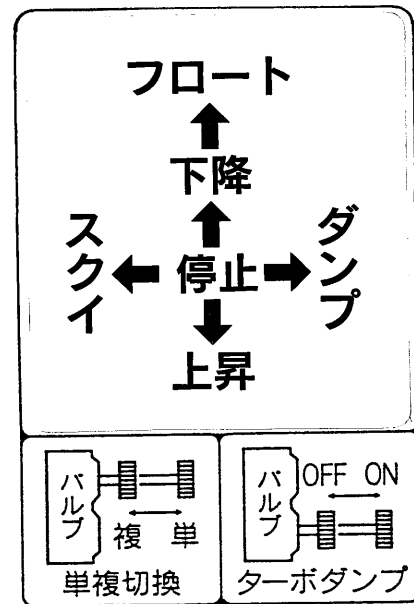 フロート
下降
スクイ
停止
ダンプ
上昇
バルブ
複 単
単複切換
バルブ
OFF ON
ターボダンプ